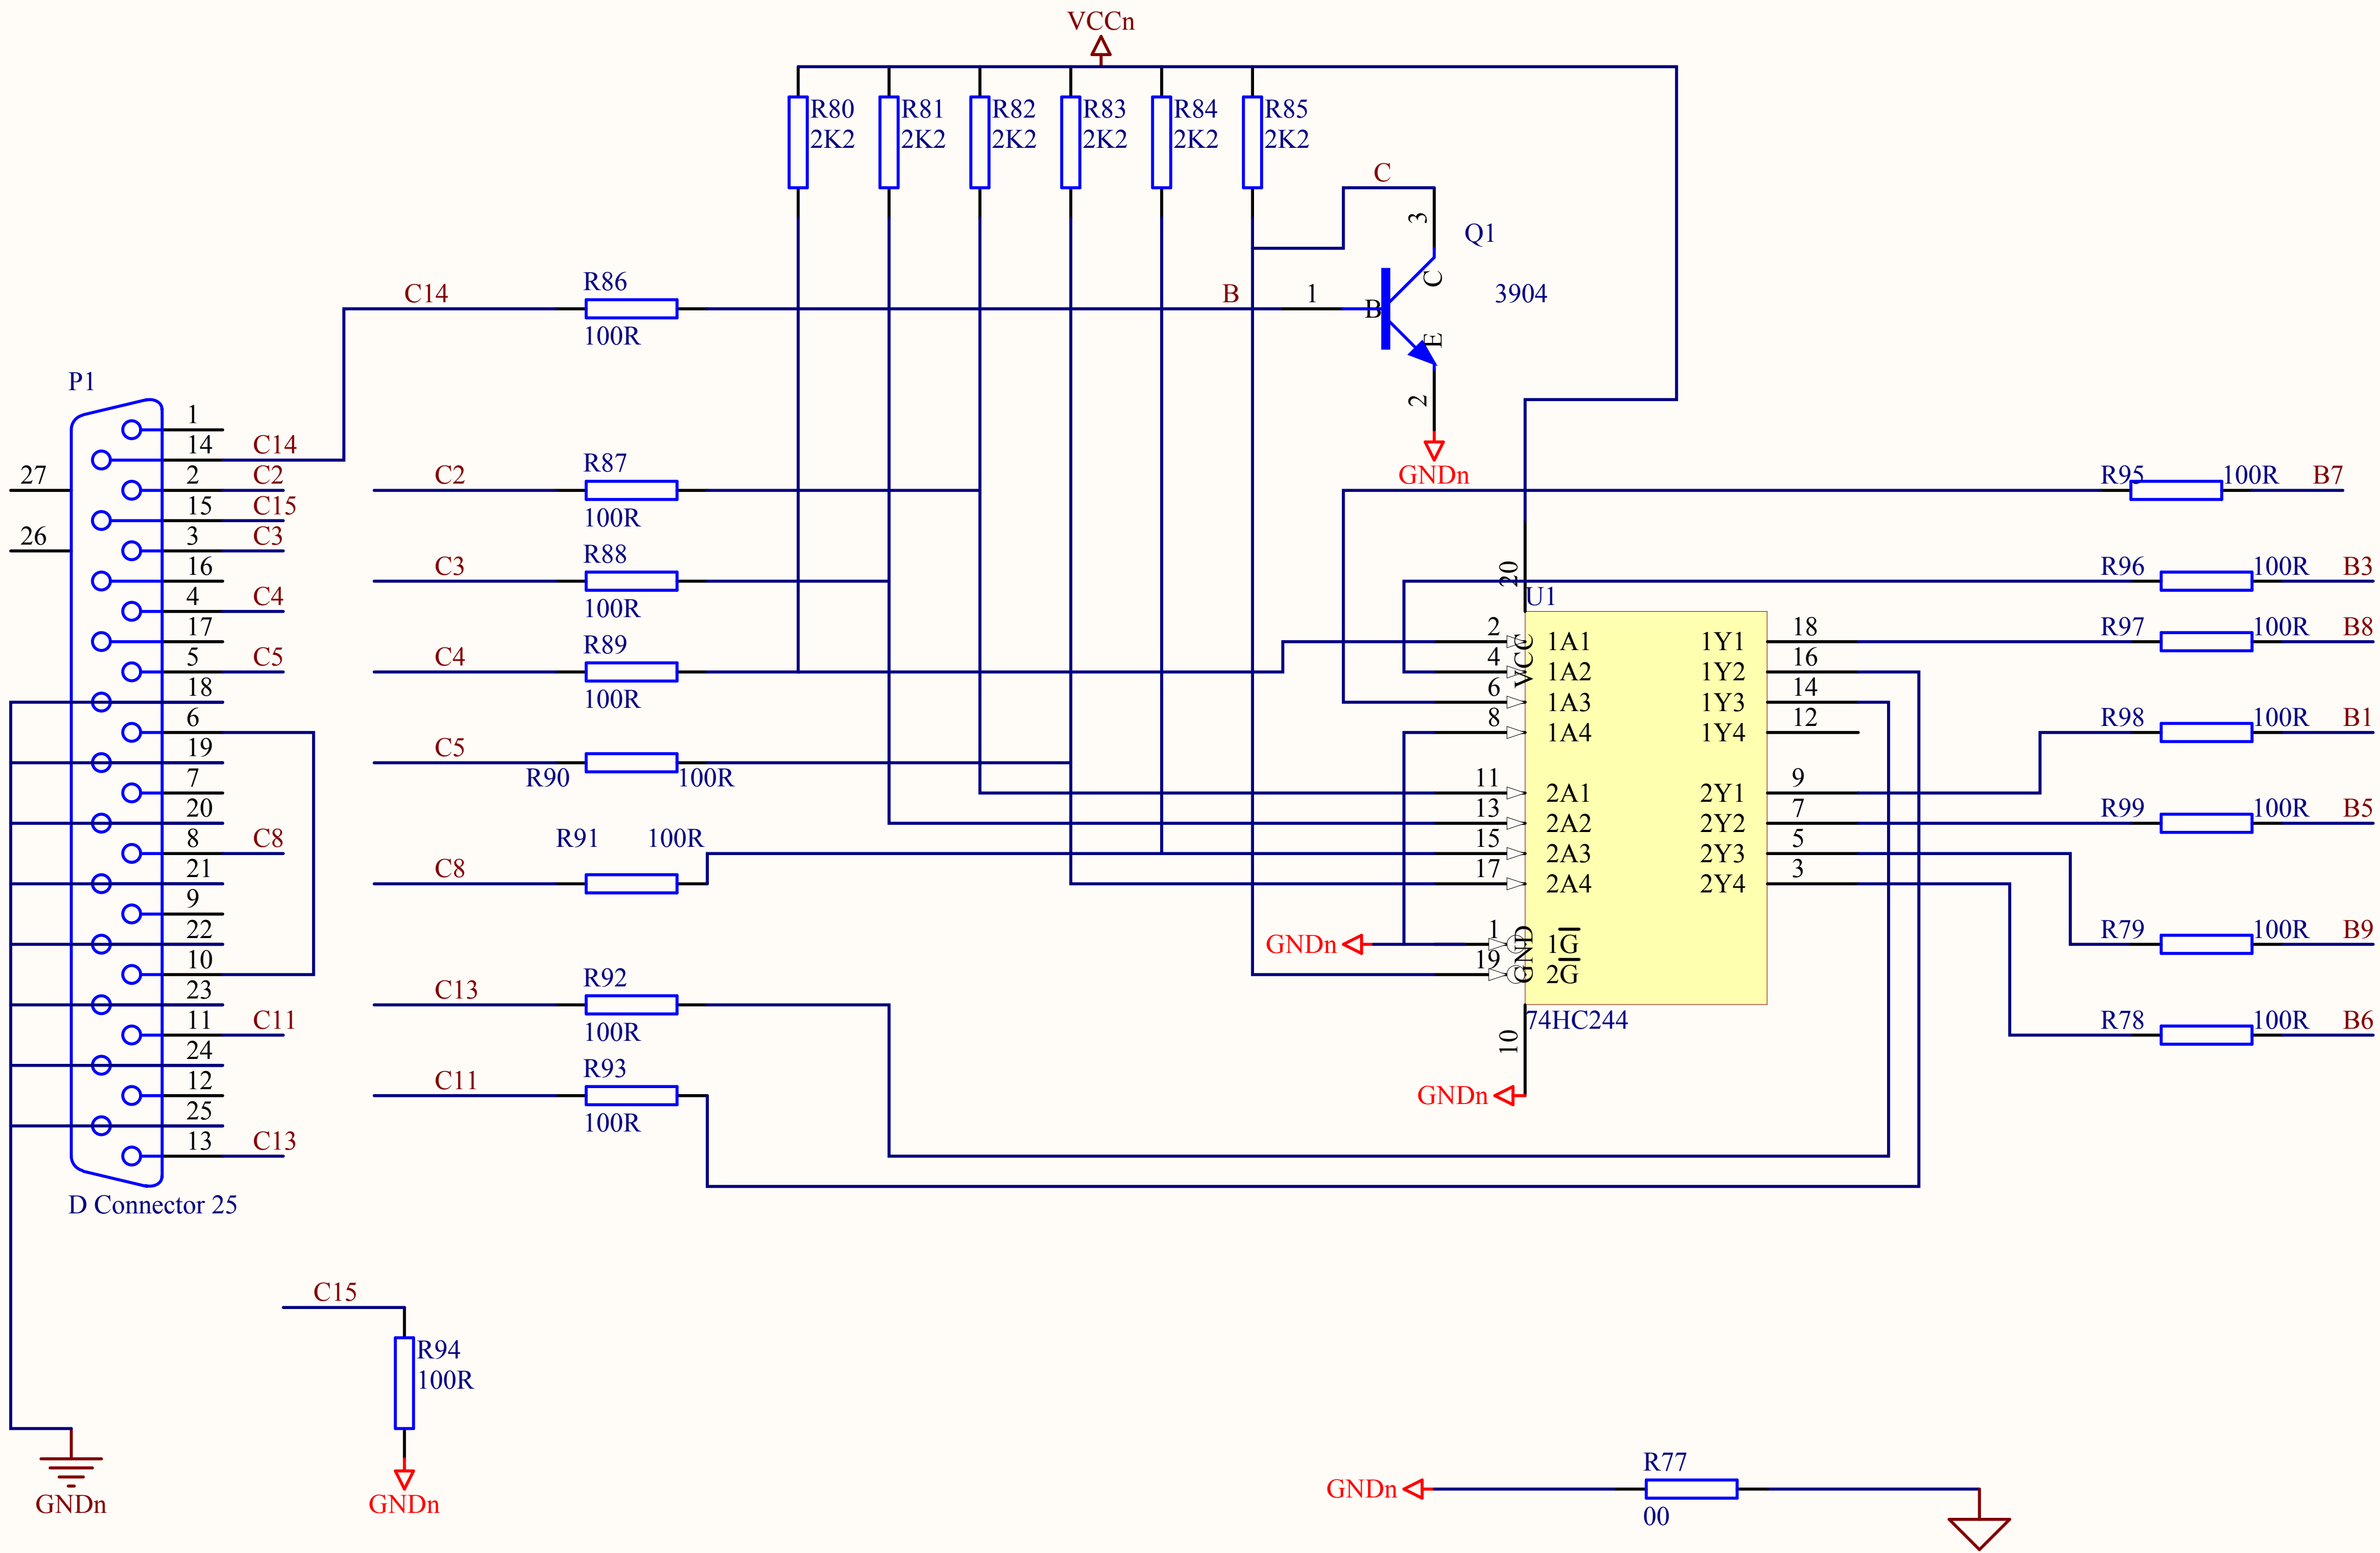 VCCn
R80
2K2
R81
2K2
R82
2K2
R83
2K2
R84
2K2
R85
2K2
C
3
Q1
C
3904
B
1
B
E
2
GNDn
C14
R86
100R
P1
1
14
C14
27
2
C2
15
C15
26
3
C3
16
4
C4
17
5
C5
18
6
19
7
20
8
C8
21
9
22
10
23
11
C11
24
12
25
13
C13
D Connector 25
C2
R87
100R
C3
R88
100R
C4
R89
100R
C5
R90
100R
C8
R91
100R
C13
R92
100R
C11
R93
100R
20
U1
VCC
2
1A1
4
1A2
6
1A3
8
1A4
11
2A1
13
2A2
15
2A3
17
2A4
GNDn
1
1G
19
2G
GND
1Y1
18
1Y2
16
1Y3
14
1Y4
12
2Y1
9
2Y2
7
2Y3
5
2Y4
3
74HC244
10
GNDn
R95
100R
B7
R96
100R
B3
R97
100R
B8
R98
100R
B1
R99
100R
B5
R79
100R
B9
R78
100R
B6
C15
R94
100R
GNDn
GNDn
GNDn
R77
00